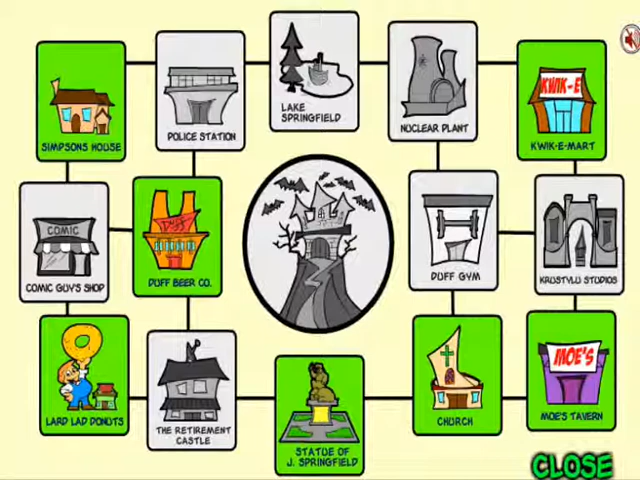 SIMPSONS HOUSE
POLICE STATION
LAKE
SPRINGFIELD
NUCLEAR PLANT
KWIK-E
KWIK-E-MART
COMIC
COMIC GUY'S SHOP
DUFF
DUFF BEER CO.
DUFF GYM
KRUSTYLU STUDIOS
LARD LAD DONUTS
THE RETIREMENT
CASTLE
STATUE OF
J. SPRINGFIELD
CHURCH
MOE'S
MOE'S TAVERN
CLOSE